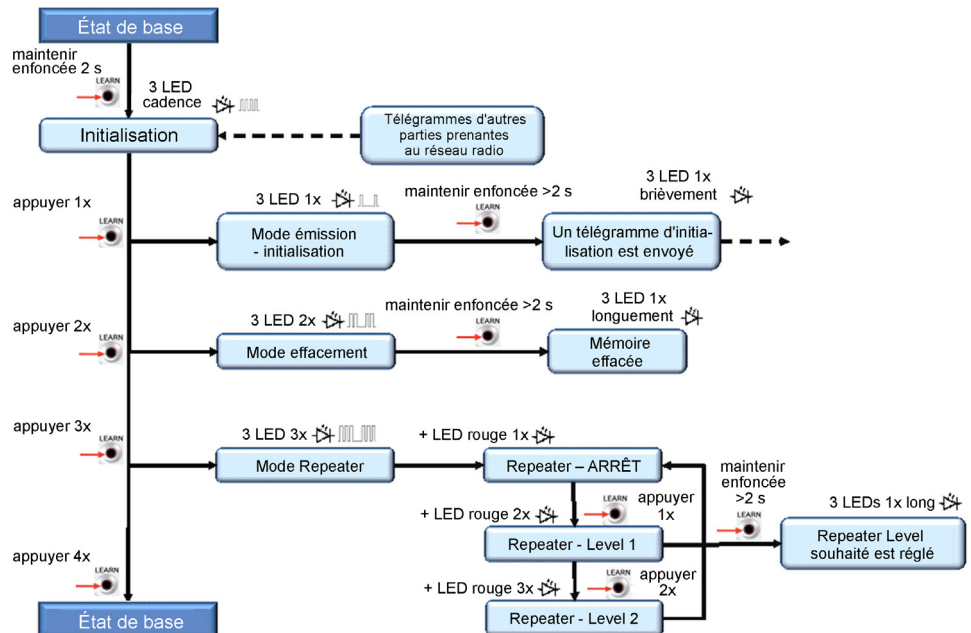 État de base
maintenir
enfoncée 2 s
LEARN
3 LED
cadence
Initialisation
Télégrammes d'autres
parties prenantes
au réseau radio
appuyer 1x
LEARN
3 LED 1x
Mode émission
- initialisation
maintenir enfoncée >2 s
LEARN
3 LED 1x
brièvement
Un télégramme d'initia-
lisation est envoyé
appuyer 2x
LEARN
3 LED 2x
Mode effacement
maintenir enfoncée >2 s
LEARN
3 LED 1x
longuement
Mémoire
effacée
appuyer 3x
LEARN
3 LED 3x
Mode Repeater
+ LED rouge 1x
Repeater – ARRÊT
+ LED rouge 2x
LEARN
appuyer
1x
Repeater - Level 1
maintenir
enfoncée
>2 s
LEARN
3 LEDs 1x long
Repeater Level
souhaité est réglé
+ LED rouge 3x
LEARN
appuyer
2x
Repeater - Level 2
appuyer 4x
LEARN
État de base